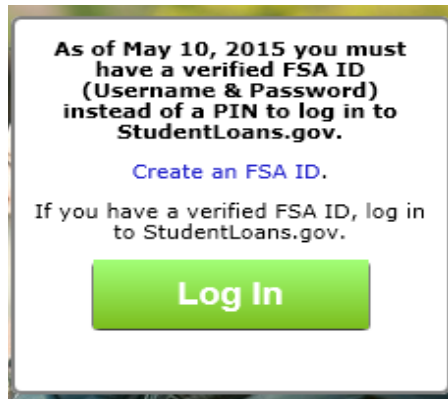 As of May 10, 2015 you must
have a verified FSA ID
(Username & Password)
instead of a PIN to log in to
StudentLoans.gov.
Create an FSA ID.
If you have a verified FSA ID, log in
to StudentLoans.gov.
Log In